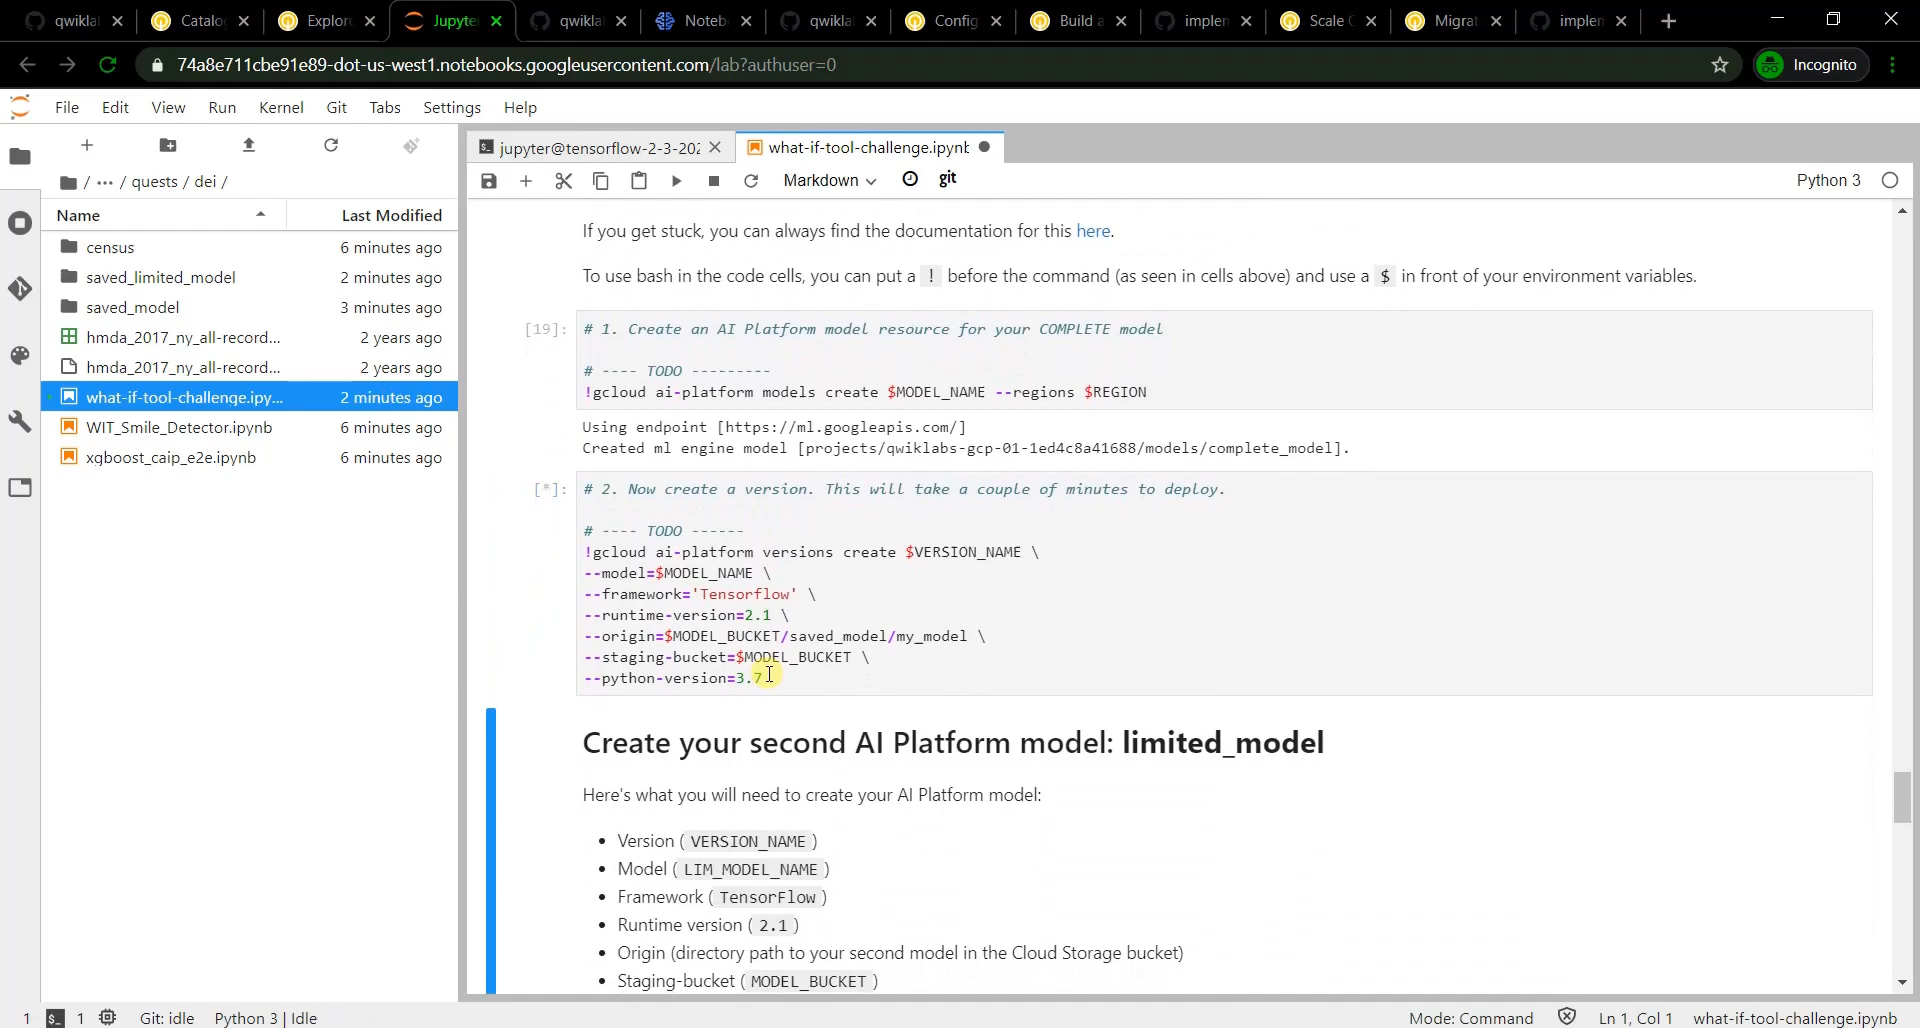 qwikla
Catalo
Explor
Jupyte
qwikla
Noteb
qwikla
Config
Build a
implem
Scale
Migrat
implem
74a8e711cbe91e89-dot-us-west1.notebooks.googleusercontent.com/lab?authuser=0
Incognito
File Edit View Run Kernel Git Tabs Settings Help
jupyter@tensorflow-2-3-202
what-if-tool-challenge.ipynb
/ ··· / quests / dei /
Markdown
git
Python 3
Name Last Modified
census 6 minutes ago
saved_limited_model 2 minutes ago
saved_model 3 minutes ago
hmda_2017_ny_all-record... 2 years ago
hmda_2017_ny_all-record... 2 years ago
what-if-tool-challenge.ipy... 2 minutes ago
WIT_Smile_Detector.ipynb 6 minutes ago
xgboost_caip_e2e.ipynb 6 minutes ago
If you get stuck, you can always find the documentation for this here.
To use bash in the code cells, you can put a ! before the command (as seen in cells above) and use a $ in front of your environment variables.
[19]: # 1. Create an AI Platform model resource for your COMPLETE model
# ---- TODO ---------
!gcloud ai-platform models create $MODEL_NAME --regions $REGION
Using endpoint [https://ml.googleapis.com/]
Created ml engine model [projects/qwiklabs-gcp-01-1ed4c8a41688/models/complete_model].
[*]: # 2. Now create a version. This will take a couple of minutes to deploy.
# ---- TODO ------
!gcloud ai-platform versions create $VERSION_NAME \
--model=$MODEL_NAME \
--framework='Tensorflow' \
--runtime-version=2.1 \
--origin=$MODEL_BUCKET/saved_model/my_model \
--staging-bucket=$MODEL_BUCKET \
--python-version=3.7
Create your second AI Platform model: limited_model
Here's what you will need to create your AI Platform model:
• Version ( VERSION_NAME )
• Model ( LIM_MODEL_NAME )
• Framework ( TensorFlow )
• Runtime version ( 2.1 )
• Origin (directory path to your second model in the Cloud Storage bucket)
• Staging-bucket ( MODEL_BUCKET )
1 $_ 1 Git: idle Python 3 | Idle
Mode: Command Ln 1, Col 1 what-if-tool-challenge.ipynb